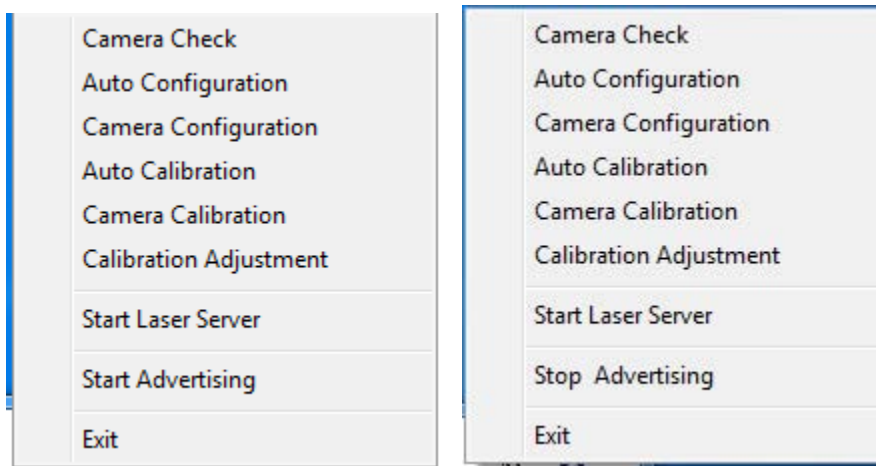 Camera Check
Auto Configuration
Camera Configuration
Auto Calibration
Camera Calibration
Calibration Adjustment
Start Laser Server
Start Advertising
Exit
Camera Check
Auto Configuration
Camera Configuration
Auto Calibration
Camera Calibration
Calibration Adjustment
Start Laser Server
Stop  Advertising
Exit